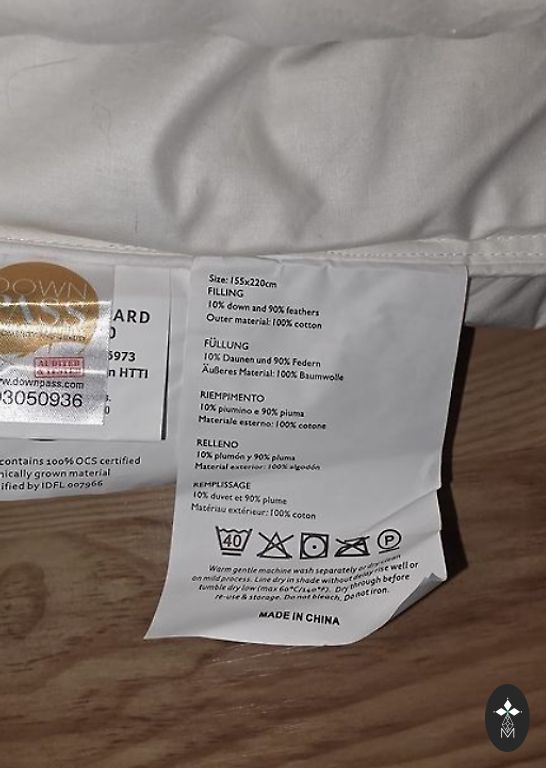 DOWN
PASS
AUDITED
www.downpass.com
03050936
ARD
0
5973
n HTTI
s.
0
contains 100% OCS certified
nically grown material
ified by IDFL 007966
Size: 155x220cm
FILLING
10% down and 90% feathers
Outer material: 100% cotton
FÜLLUNG
10% Daunen und 90% Federn
Äußeres Material: 100% Baumwolle
RIEMPIMENTO
10% piumino e 90% piuma
Materiale esterno: 100% cotone
RELLENO
10% plumón y 90% pluma
Material exterior: 100% algodón
REMPLISSAGE
10% duvet et 90% plume
Matériau extérieur: 100% coton
40
P
Warm gentle machine wash separately or dry clean
on mild process. Line dry in shade without delay rise well or
tumble dry low (max 60°C/140°F). Dry through before
re-use & storage. Do not bleach. Do not iron.
MADE IN CHINA
M